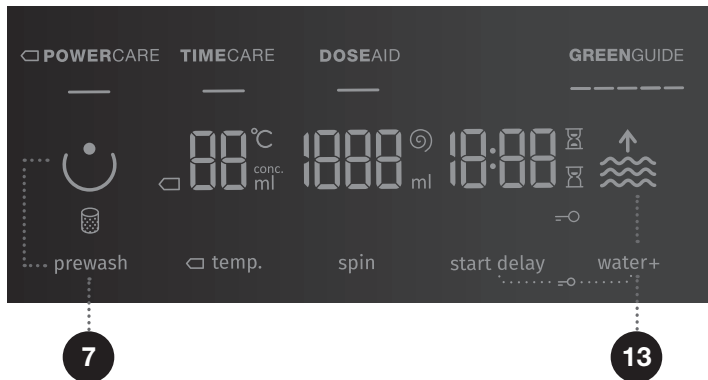 POWERCARE TIMECARE DOSEAID GREENGUIDE
88 °C conc. ml 1888 ml 18:88
prewash temp. spin start delay water+
7 13